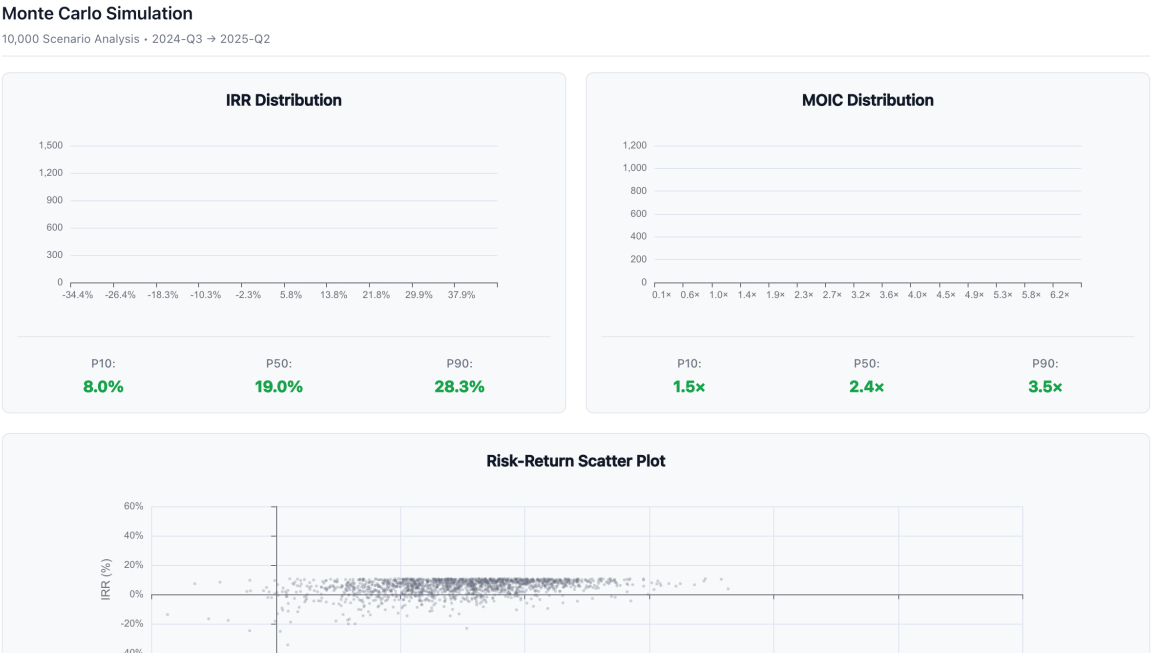 Monte Carlo Simulation
10,000 Scenario Analysis • 2024-Q3 → 2025-Q2
IRR Distribution
1,500
1,200
900
600
300
0
-34.4% -26.4% -18.3% -10.3% -2.3% 5.8% 13.8% 21.8% 29.9% 37.9%
P10: P50: P90:
8.0% 19.0% 28.3%
MOIC Distribution
1,200
1,000
800
600
400
200
0
0.1× 0.6× 1.0× 1.4× 1.9× 2.3× 2.7× 3.2× 3.6× 4.0× 4.5× 4.9× 5.3× 5.8× 6.2×
P10: P50: P90:
1.5× 2.4× 3.5×
Risk-Return Scatter Plot
IRR (%)
60%
40%
20%
0%
-20%
-40%